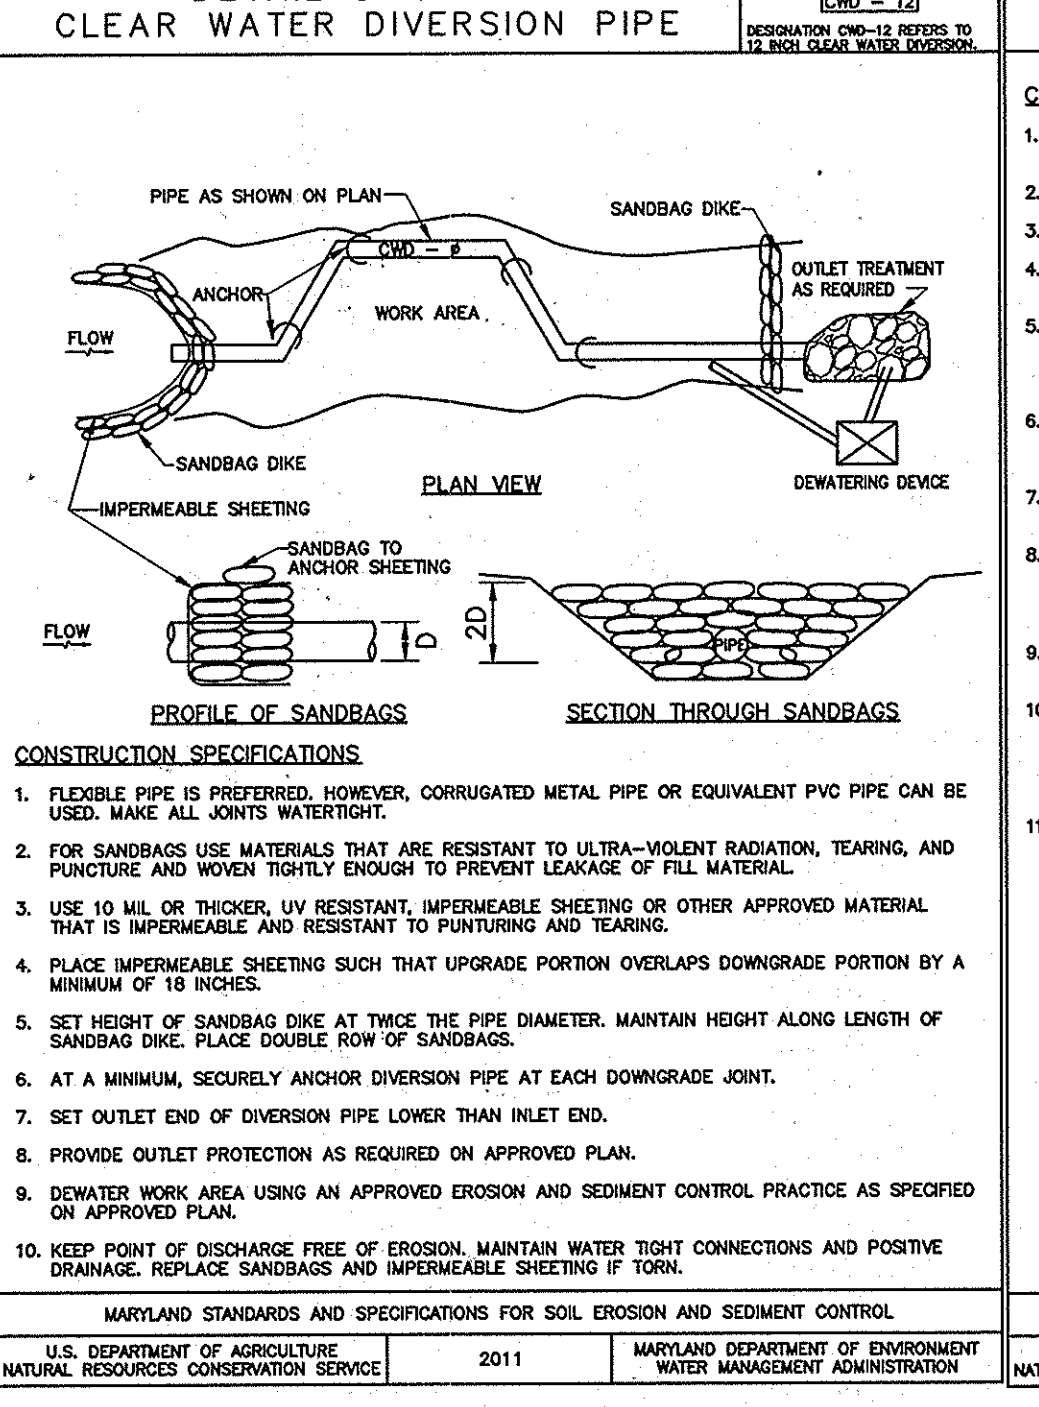 CLEAR WATER DIVERSION PIPE
CWD - 12
DESIGNATION CWD-12 REFERS TO
12 INCH CLEAR WATER DIVERSION.
PIPE AS SHOWN ON PLAN
SANDBAG DIKE
CWD - ϕ
OUTLET TREATMENT
AS REQUIRED
ANCHOR
WORK AREA
FLOW
SANDBAG DIKE
PLAN VIEW
DEWATERING DEVICE
IMPERMEABLE SHEETING
SANDBAG TO
ANCHOR SHEETING
FLOW
D
2D
PIPE
PROFILE OF SANDBAGS
SECTION THROUGH SANDBAGS
CONSTRUCTION SPECIFICATIONS
1. FLEXIBLE PIPE IS PREFERRED. HOWEVER, CORRUGATED METAL PIPE OR EQUIVALENT PVC PIPE CAN BE
USED. MAKE ALL JOINTS WATERTIGHT.
2. FOR SANDBAGS USE MATERIALS THAT ARE RESISTANT TO ULTRA-VIOLENT RADIATION, TEARING, AND
PUNCTURE AND WOVEN TIGHTLY ENOUGH TO PREVENT LEAKAGE OF FILL MATERIAL.
3. USE 10 MIL OR THICKER, UV RESISTANT, IMPERMEABLE SHEETING OR OTHER APPROVED MATERIAL
THAT IS IMPERMEABLE AND RESISTANT TO PUNTURING AND TEARING.
4. PLACE IMPERMEABLE SHEETING SUCH THAT UPGRADE PORTION OVERLAPS DOWNGRADE PORTION BY A
MINIMUM OF 18 INCHES.
5. SET HEIGHT OF SANDBAG DIKE AT TWICE THE PIPE DIAMETER. MAINTAIN HEIGHT ALONG LENGTH OF
SANDBAG DIKE. PLACE DOUBLE ROW OF SANDBAGS.
6. AT A MINIMUM, SECURELY ANCHOR DIVERSION PIPE AT EACH DOWNGRADE JOINT.
7. SET OUTLET END OF DIVERSION PIPE LOWER THAN INLET END.
8. PROVIDE OUTLET PROTECTION AS REQUIRED ON APPROVED PLAN.
9. DEWATER WORK AREA USING AN APPROVED EROSION AND SEDIMENT CONTROL PRACTICE AS SPECIFIED
ON APPROVED PLAN.
10. KEEP POINT OF DISCHARGE FREE OF EROSION. MAINTAIN WATER TIGHT CONNECTIONS AND POSITIVE
DRAINAGE. REPLACE SANDBAGS AND IMPERMEABLE SHEETING IF TORN.
MARYLAND STANDARDS AND SPECIFICATIONS FOR SOIL EROSION AND SEDIMENT CONTROL
U.S. DEPARTMENT OF AGRICULTURE
NATURAL RESOURCES CONSERVATION SERVICE
2011
MARYLAND DEPARTMENT OF ENVIRONMENT
WATER MANAGEMENT ADMINISTRATION
1.
2.
3.
4.
5.
6.
7.
8.
9.